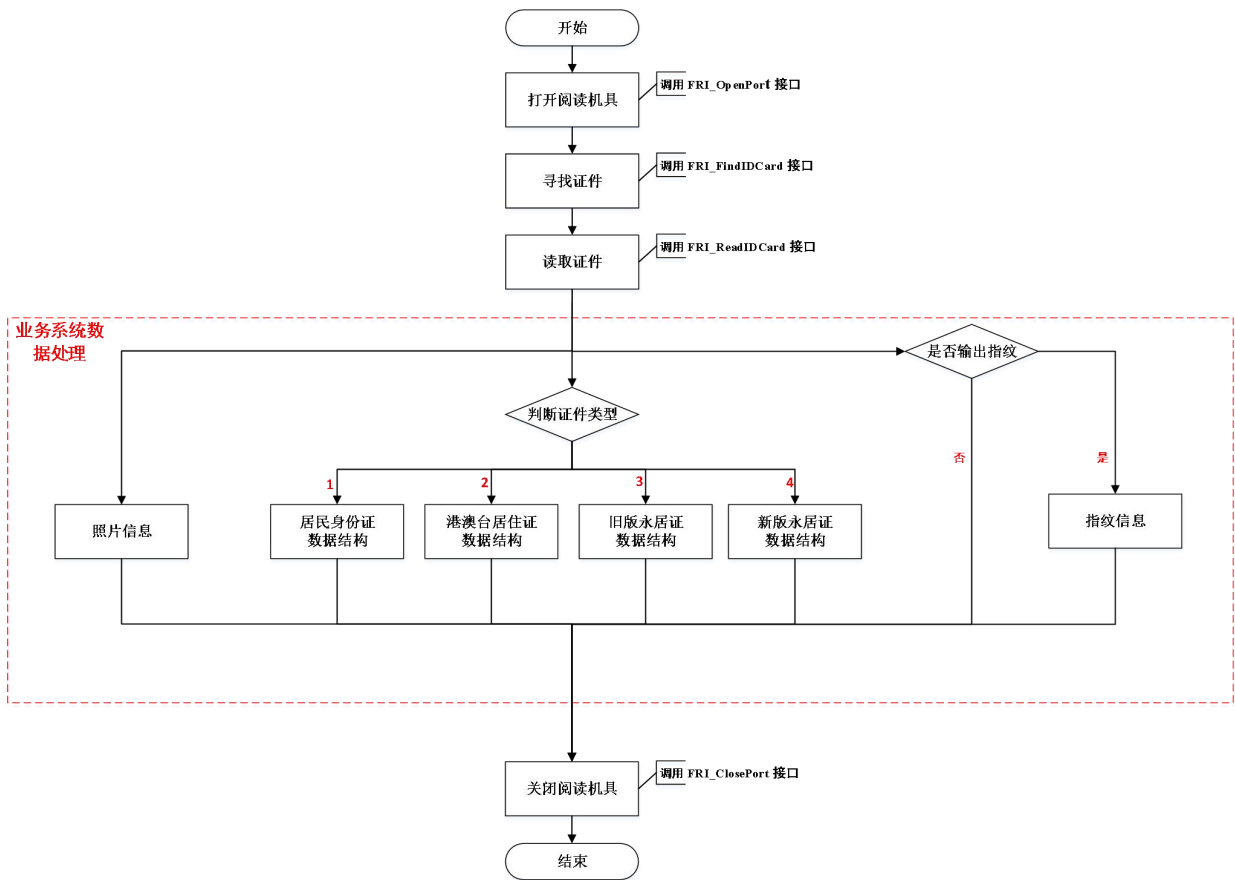 开始
打开阅读机具
调用 FRI_OpenPort 接口
寻找证件
调用 FRI_FindIDCard 接口
读取证件
调用 FRI_ReadIDCard 接口
业务系统数
据处理
是否输出指纹
判断证件类型
否
是
1
2
3
4
照片信息
居民身份证
数据结构
港澳台居住证
数据结构
旧版永居证
数据结构
新版永居证
数据结构
指纹信息
关闭阅读机具
调用 FRI_ClosePort 接口
结束